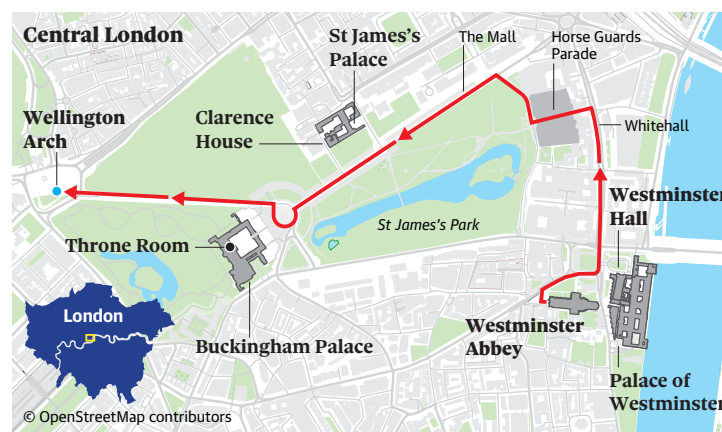 Central London
St James's
Palace
The Mall
Horse Guards
Parade
Wellington
Arch
Clarence
House
Whitehall
Westminster
Hall
St James's Park
Throne Room
London
Buckingham Palace
Westminster
Abbey
Palace of
Westminster
© OpenStreetMap contributors